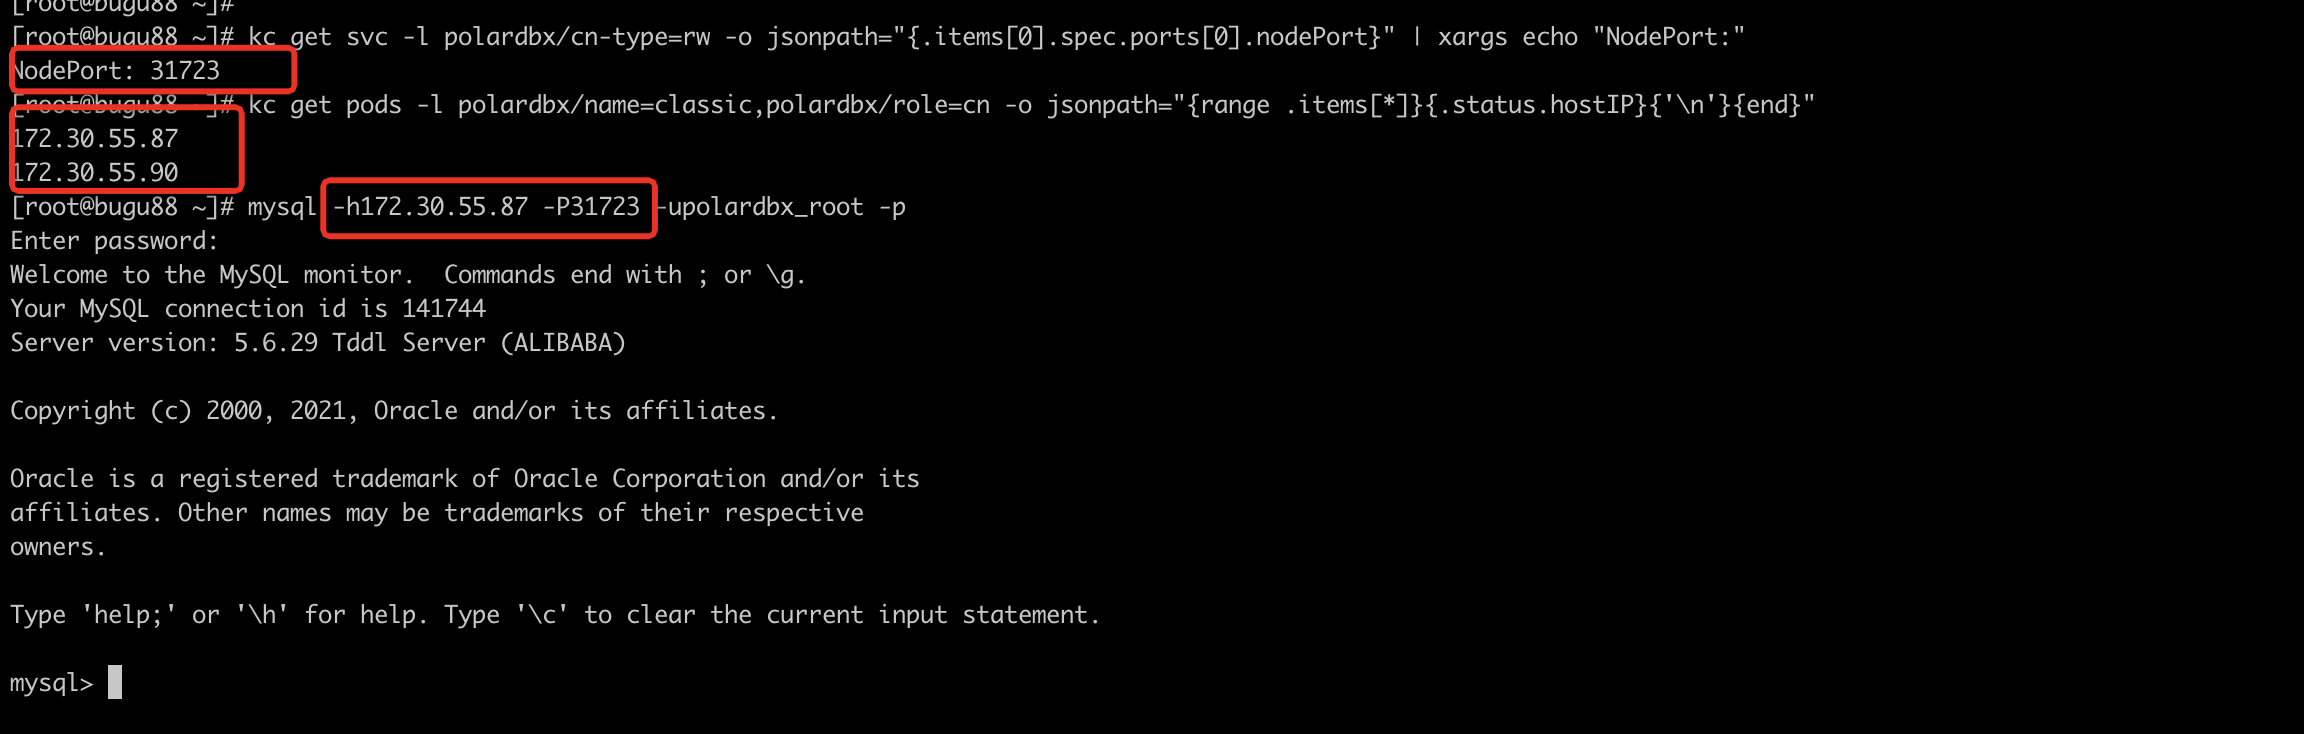 [root@bugu88 ~]#
[root@bugu88 ~]# kc get svc -l polardbx/cn-type=rw -o jsonpath="{.items[0].spec.ports[0].nodePort}" | xargs echo "NodePort:"
NodePort: 31723
[root@bugu88 ~]# kc get pods -l polardbx/name=classic,polardbx/role=cn -o jsonpath="{range .items[*]}{.status.hostIP}{'\n'}{end}"
172.30.55.87
172.30.55.90
[root@bugu88 ~]# mysql -h172.30.55.87 -P31723 -upolardbx_root -p
Enter password:
Welcome to the MySQL monitor.  Commands end with ; or \g.
Your MySQL connection id is 141744
Server version: 5.6.29 Tddl Server (ALIBABA)
Copyright (c) 2000, 2021, Oracle and/or its affiliates.
Oracle is a registered trademark of Oracle Corporation and/or its
affiliates. Other names may be trademarks of their respective
owners.
Type 'help;' or '\h' for help. Type '\c' to clear the current input statement.
mysql>